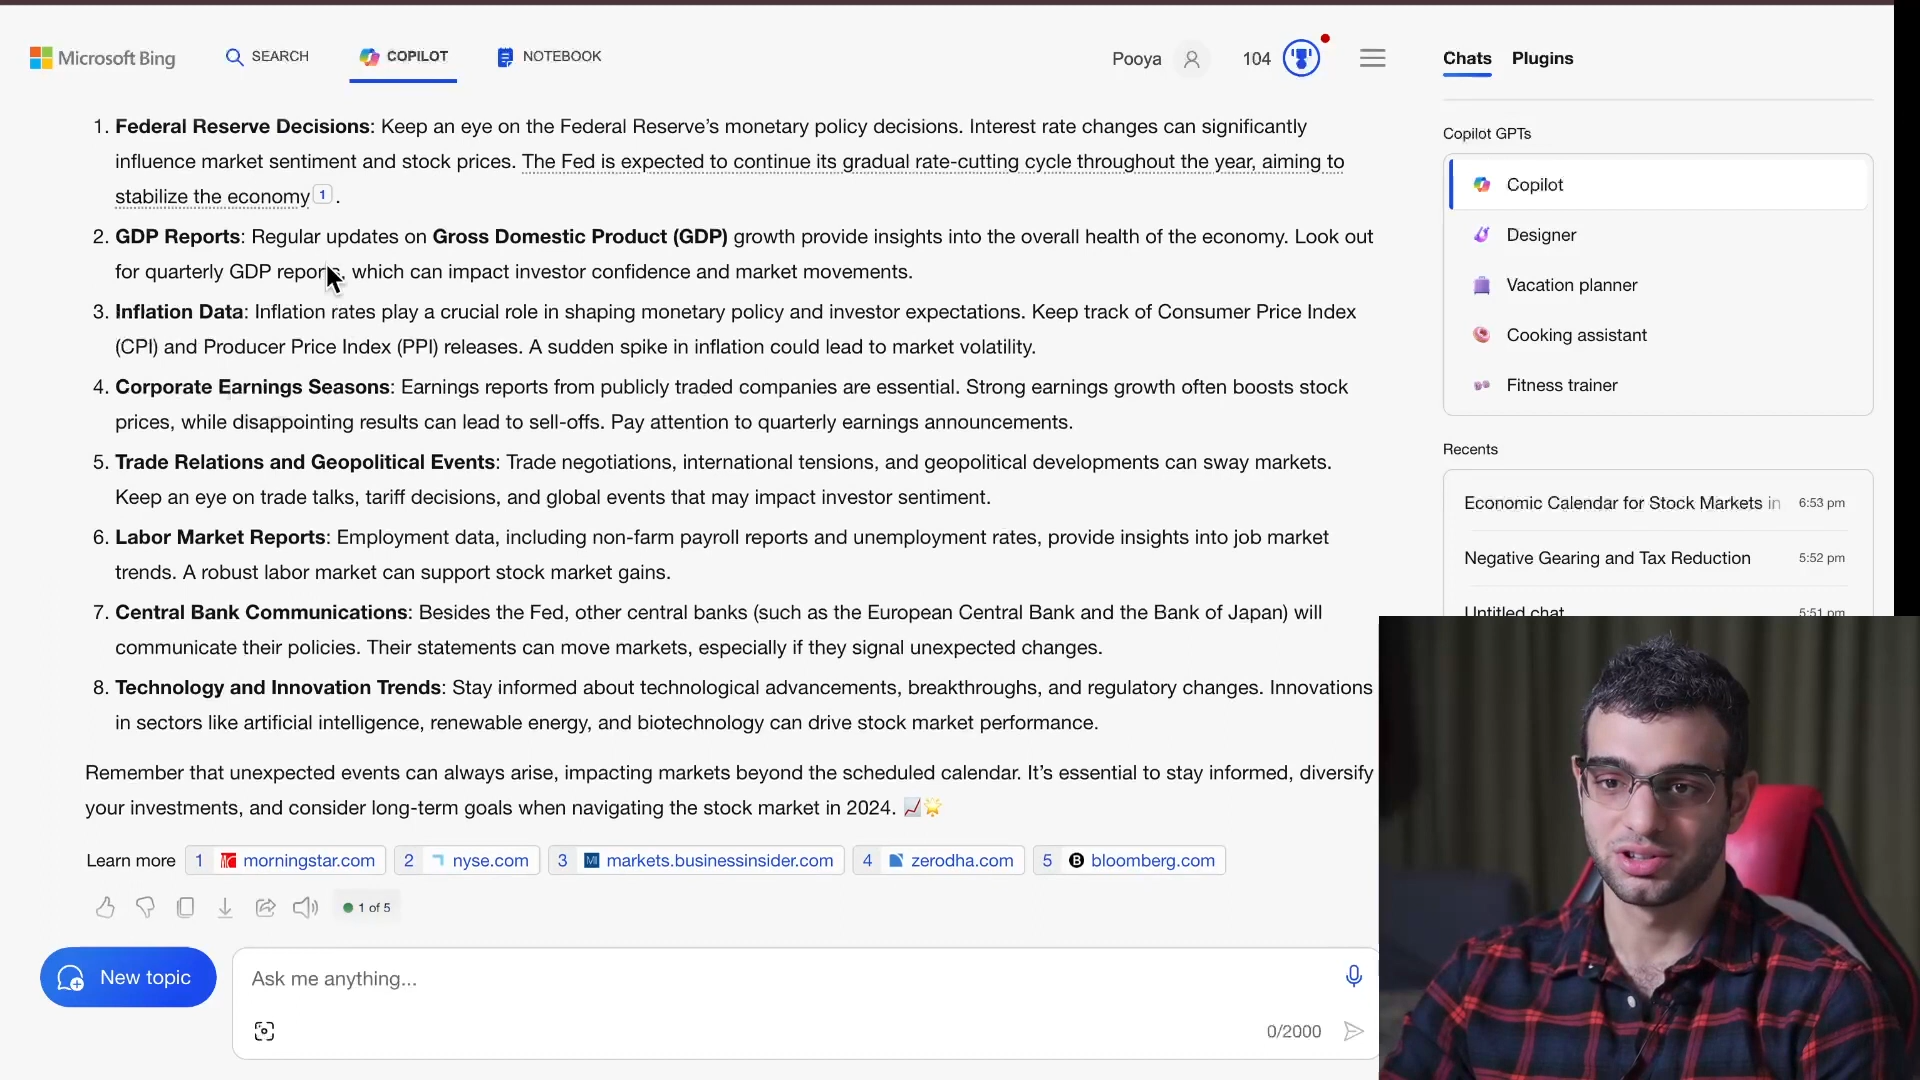 Microsoft Bing
SEARCH
COPILOT
NOTEBOOK
Pooya
104
Chats
Plugins
1. Federal Reserve Decisions: Keep an eye on the Federal Reserve’s monetary policy decisions. Interest rate changes can significantly
influence market sentiment and stock prices. The Fed is expected to continue its gradual rate-cutting cycle throughout the year, aiming to
stabilize the economy 1 .
2. GDP Reports: Regular updates on Gross Domestic Product (GDP) growth provide insights into the overall health of the economy. Look out
for quarterly GDP reports, which can impact investor confidence and market movements.
3. Inflation Data: Inflation rates play a crucial role in shaping monetary policy and investor expectations. Keep track of Consumer Price Index
(CPI) and Producer Price Index (PPI) releases. A sudden spike in inflation could lead to market volatility.
4. Corporate Earnings Seasons: Earnings reports from publicly traded companies are essential. Strong earnings growth often boosts stock
prices, while disappointing results can lead to sell-offs. Pay attention to quarterly earnings announcements.
5. Trade Relations and Geopolitical Events: Trade negotiations, international tensions, and geopolitical developments can sway markets.
Keep an eye on trade talks, tariff decisions, and global events that may impact investor sentiment.
6. Labor Market Reports: Employment data, including non-farm payroll reports and unemployment rates, provide insights into job market
trends. A robust labor market can support stock market gains.
7. Central Bank Communications: Besides the Fed, other central banks (such as the European Central Bank and the Bank of Japan) will
communicate their policies. Their statements can move markets, especially if they signal unexpected changes.
8. Technology and Innovation Trends: Stay informed about technological advancements, breakthroughs, and regulatory changes. Innovations
in sectors like artificial intelligence, renewable energy, and biotechnology can drive stock market performance.
Remember that unexpected events can always arise, impacting markets beyond the scheduled calendar. It’s essential to stay informed, diversify
your investments, and consider long-term goals when navigating the stock market in 2024. 📈🌟
Learn more 1 morningstar.com 2 nyse.com 3 markets.businessinsider.com 4 zerodha.com 5 bloomberg.com
1 of 5
New topic
Ask me anything...
0/2000
Copilot GPTs
Copilot
Designer
Vacation planner
Cooking assistant
Fitness trainer
Recents
Economic Calendar for Stock Markets in 6:53 pm
Negative Gearing and Tax Reduction 5:52 pm
Untitled chat 5:51 pm